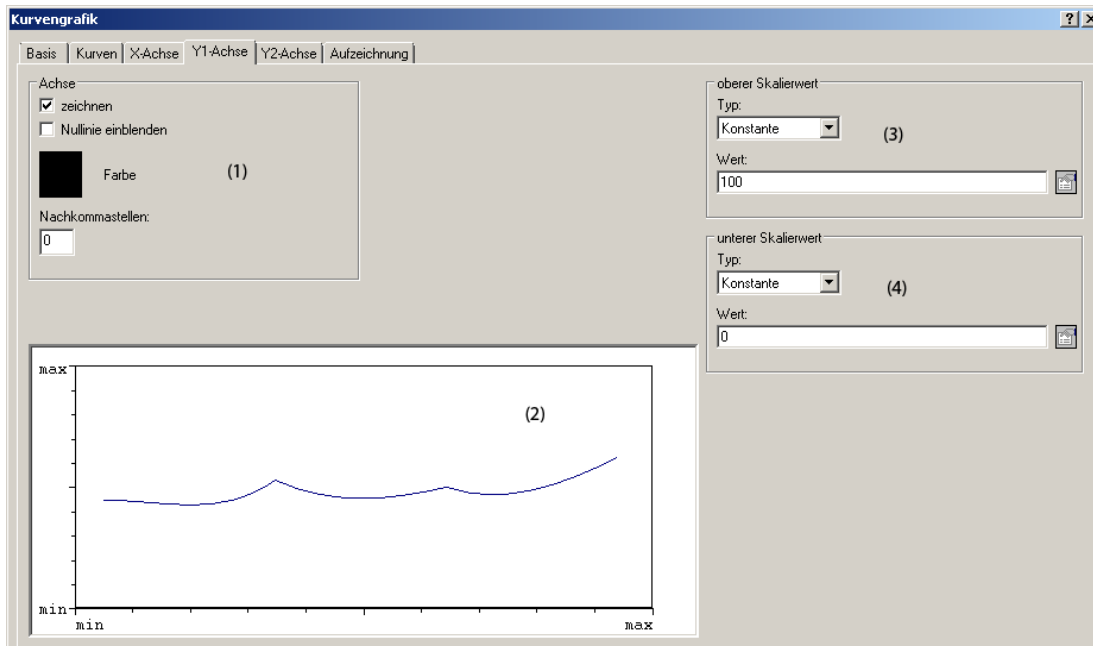 Kurvengrafik
Basis Kurven X-Achse Y1-Achse Y2-Achse Aufzeichnung
Achse
zeichnen
Nullinie einblenden
Farbe
(1)
Nachkommastellen:
0
oberer Skalierwert
Typ:
Konstante
(3)
Wert:
100
unterer Skalierwert
Typ:
Konstante
(4)
Wert:
0
max
(2)
min
min max